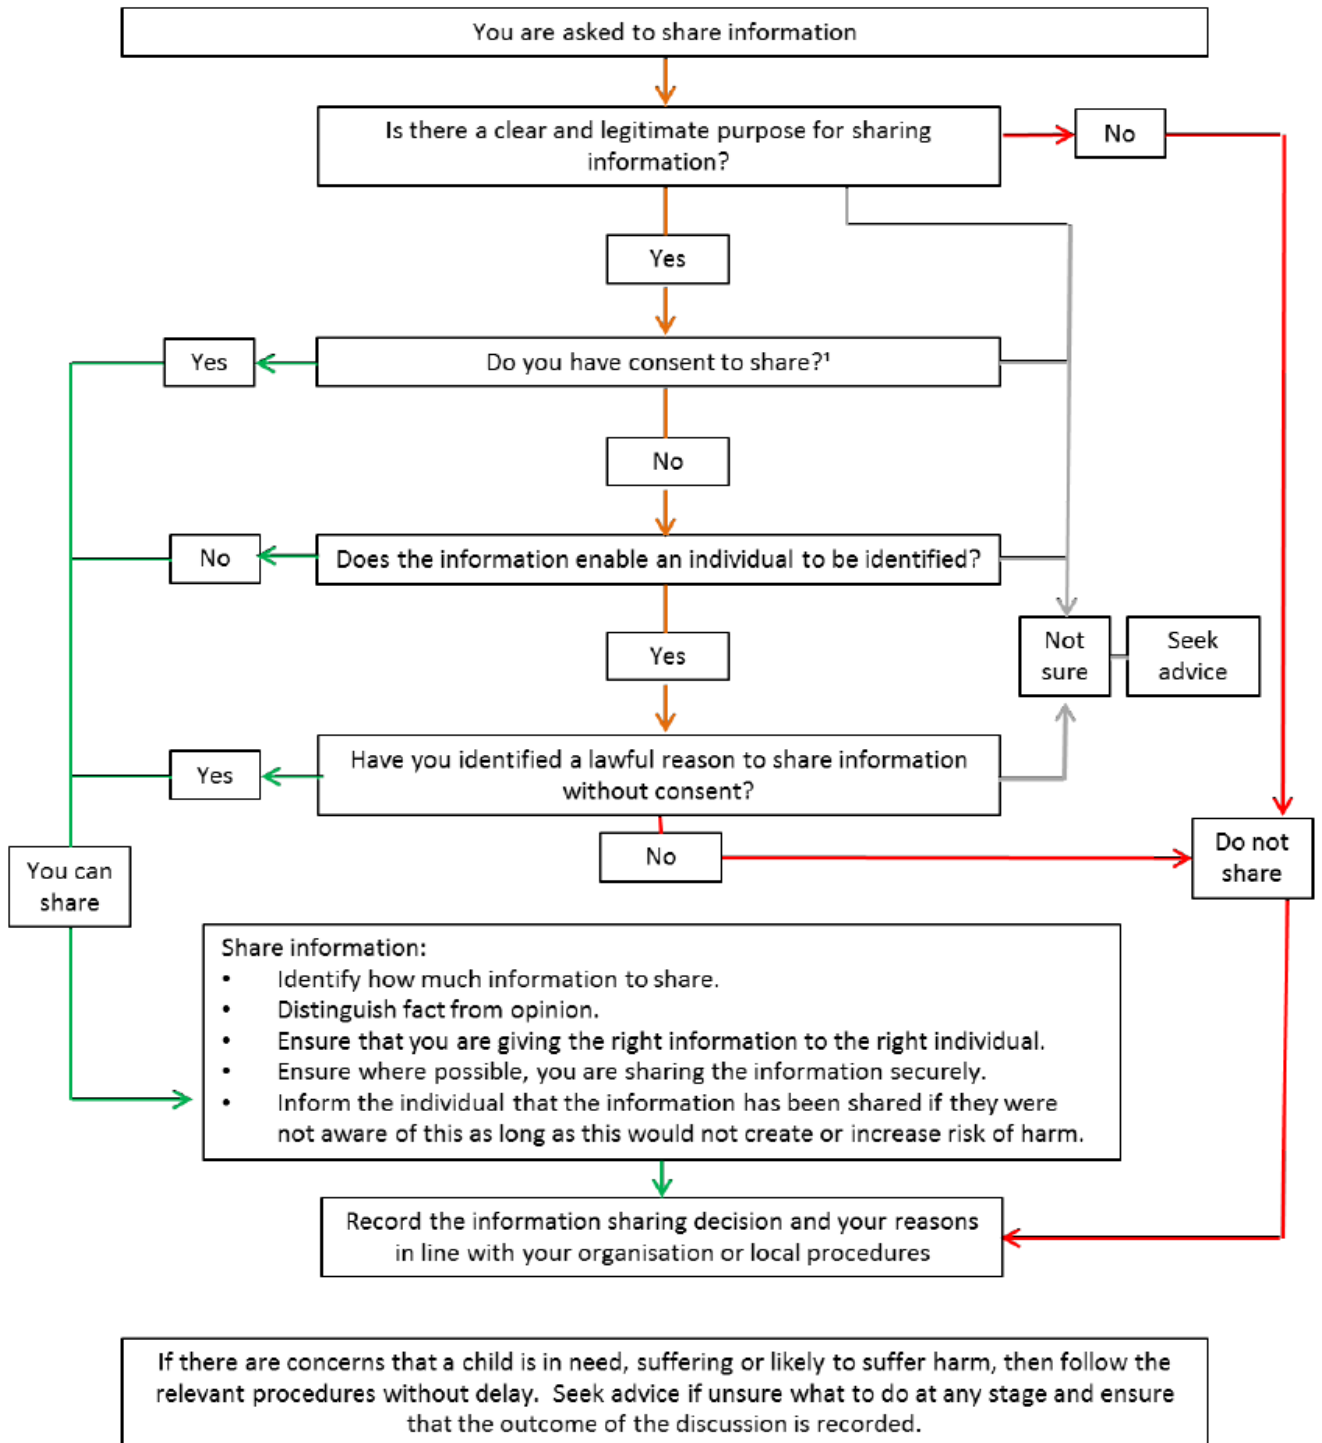 You are asked to share information
Is there a clear and legitimate purpose for sharing
information?
No
Yes
Yes
Do you have consent to share?¹
No
No
Does the information enable an individual to be identified?
Yes
Not
sure
Seek
advice
Yes
Have you identified a lawful reason to share information
without consent?
No
Do not
share
You can
share
Share information:
• Identify how much information to share.
• Distinguish fact from opinion.
• Ensure that you are giving the right information to the right individual.
• Ensure where possible, you are sharing the information securely.
• Inform the individual that the information has been shared if they were
not aware of this as long as this would not create or increase risk of harm.
Record the information sharing decision and your reasons
in line with your organisation or local procedures
If there are concerns that a child is in need, suffering or likely to suffer harm, then follow the
relevant procedures without delay. Seek advice if unsure what to do at any stage and ensure
that the outcome of the discussion is recorded.